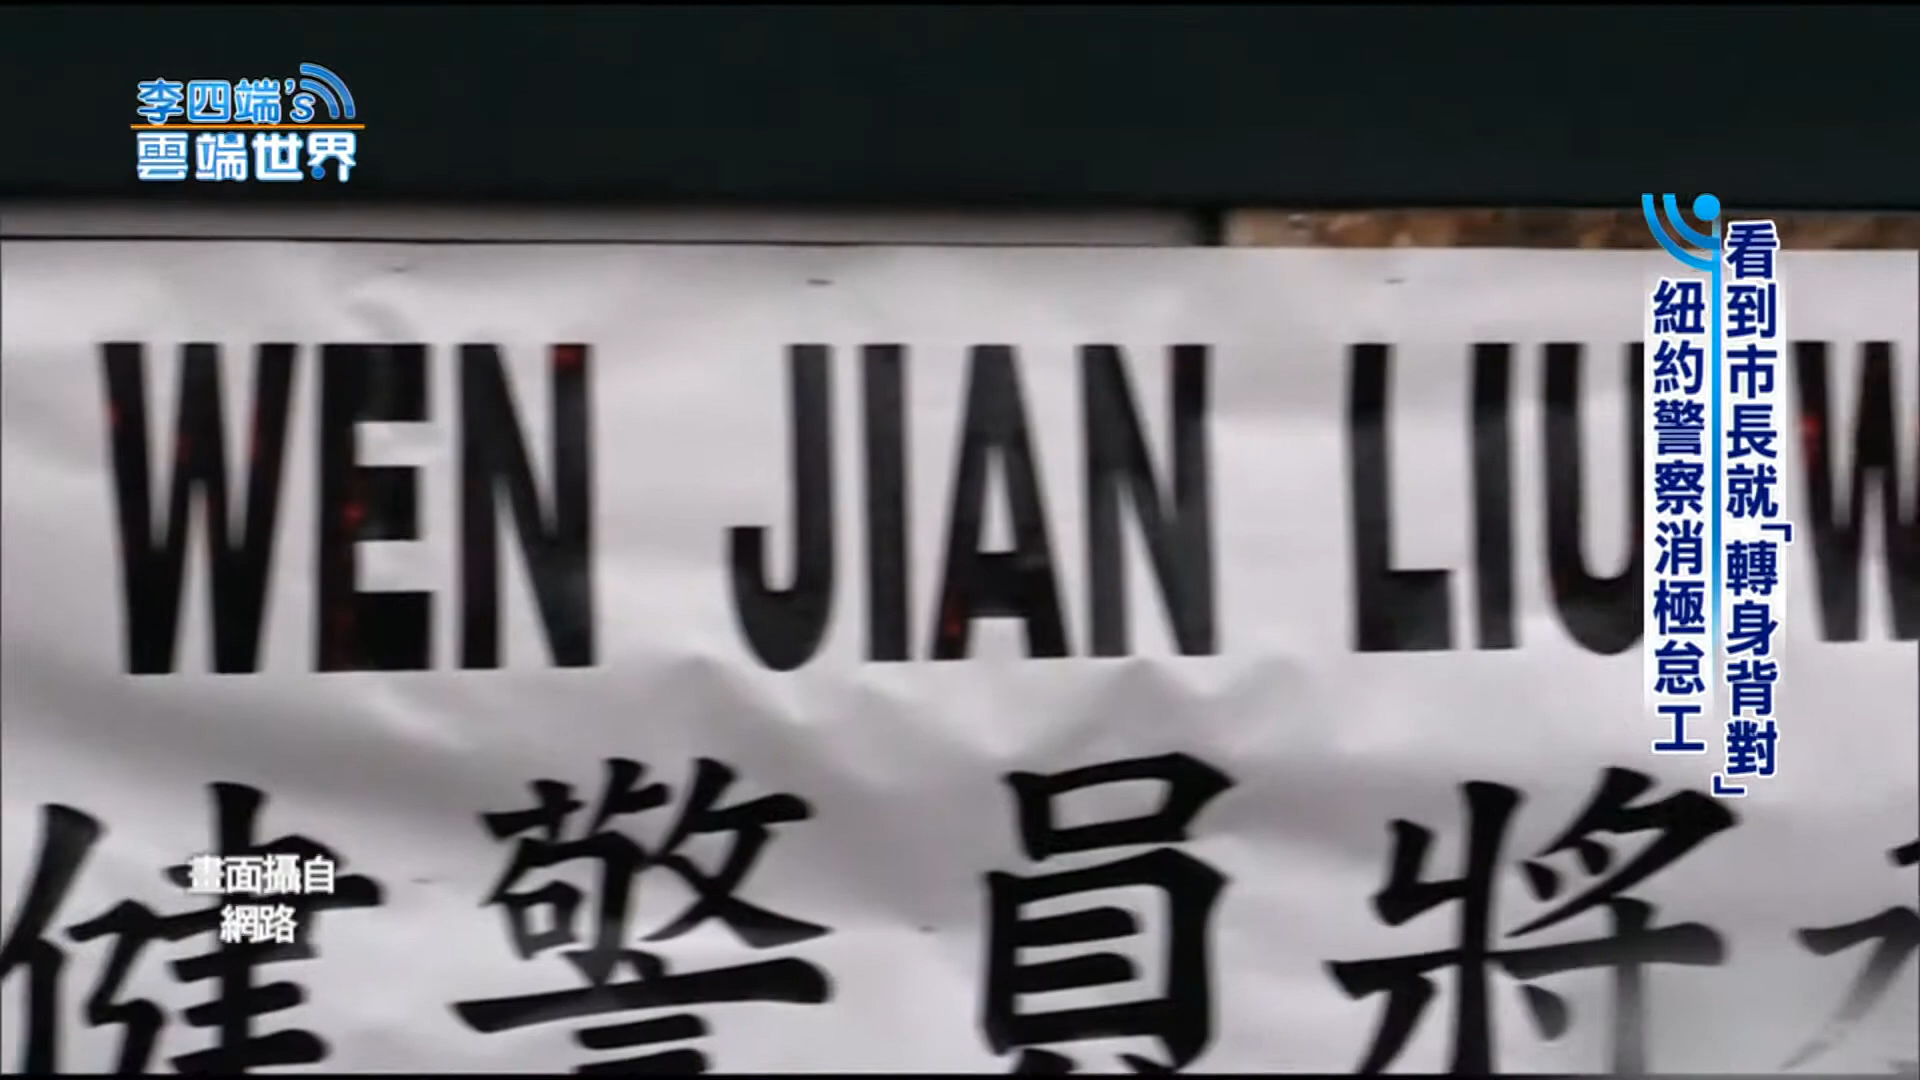 李四端's
雲端世界
看到市長就「轉身背對」
紐約警察消極怠工
WEN JIAN LIU W
健警員將
畫面攝自
網路